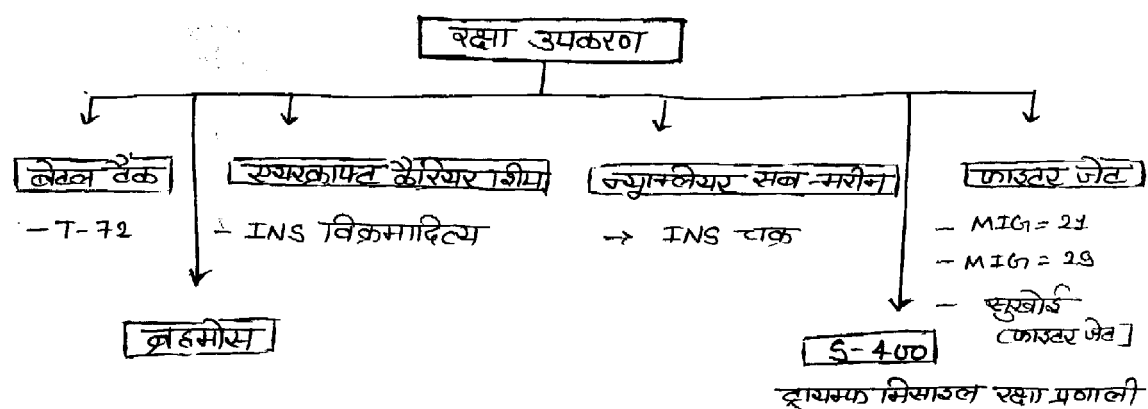 रक्षा उपकरण
बेटल टैंक
- T-72
एयरक्राफ्ट कैरियर शिप
- INS विक्रमादित्य
न्यूक्लियर सब-मरीन
→ INS चक्र
फाइटर जेट
- MIG = 21
- MIG = 29
- सुखोई
[फाइटर जेट]
ब्रहमोस
S-400
ट्रायम्फ मिसाइल रक्षा प्रणाली